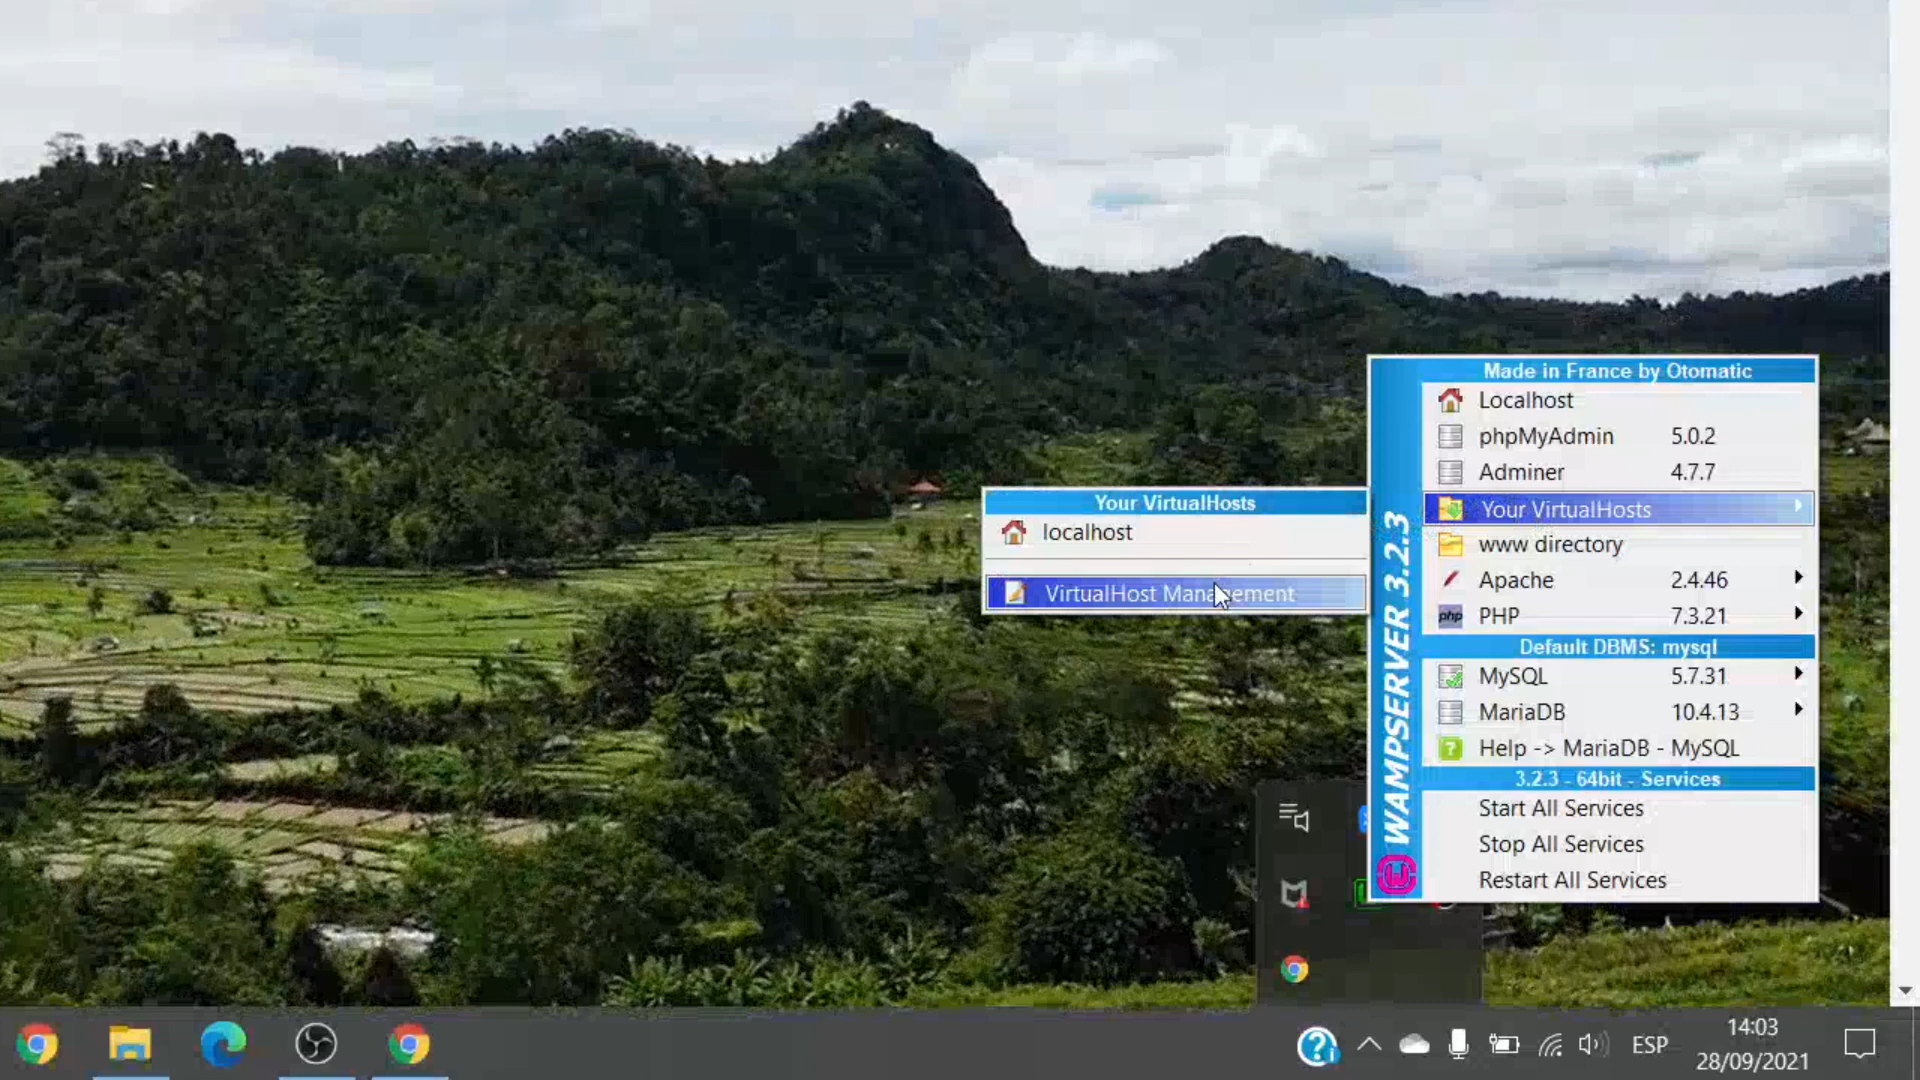 Made in France by Otomatic
Localhost
phpMyAdmin 5.0.2
Adminer 4.7.7
Your VirtualHosts
www directory
Apache 2.4.46
php PHP 7.3.21
Default DBMS: mysql
MySQL 5.7.31
MariaDB 10.4.13
Help -> MariaDB - MySQL
3.2.3 - 64bit - Services
Start All Services
Stop All Services
Restart All Services
WAMPSERVER 3.2.3
Your VirtualHosts
localhost
VirtualHost Management
ESP
14:03
28/09/2021